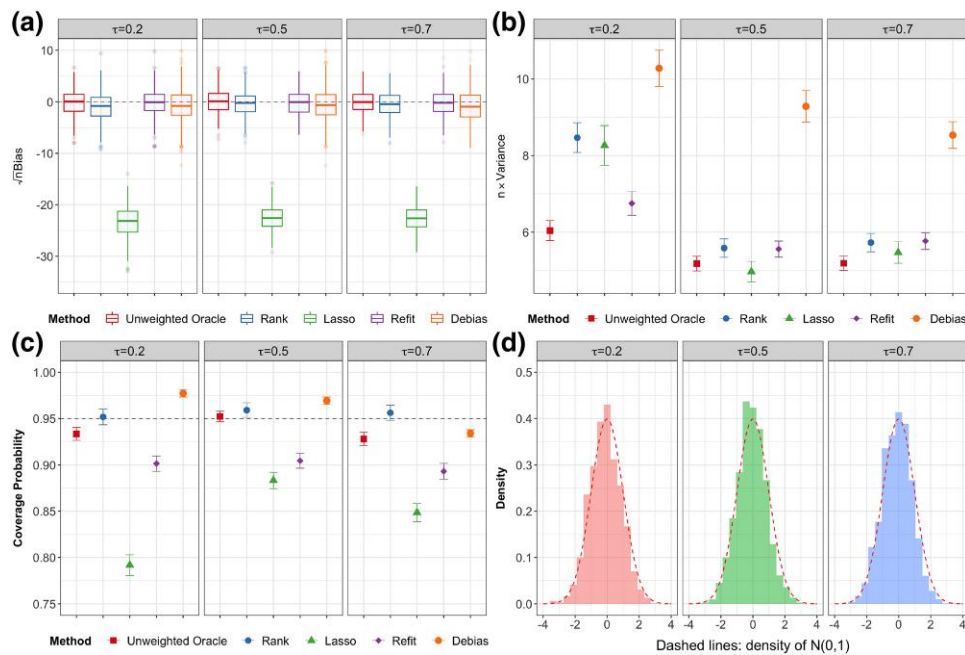 (a)
τ=0.2 τ=0.5 τ=0.7
10
0
-10
-20
-30
√nBias
Method Unweighted Oracle Rank Lasso Refit Debias
(b)
τ=0.2 τ=0.5 τ=0.7
10
8
6
n × Variance
Method Unweighted Oracle Rank Lasso Refit Debias
(c)
τ=0.2 τ=0.5 τ=0.7
1.00
0.95
0.90
0.85
0.80
0.75
Coverage Probability
Method Unweighted Oracle Rank Lasso Refit Debias
(d)
τ=0.2 τ=0.5 τ=0.7
0.5
0.4
0.3
0.2
0.1
0.0
Density
-4 -2 0 2 4 -4 -2 0 2 4 -4 -2 0 2 4
Dashed lines: density of N(0,1)